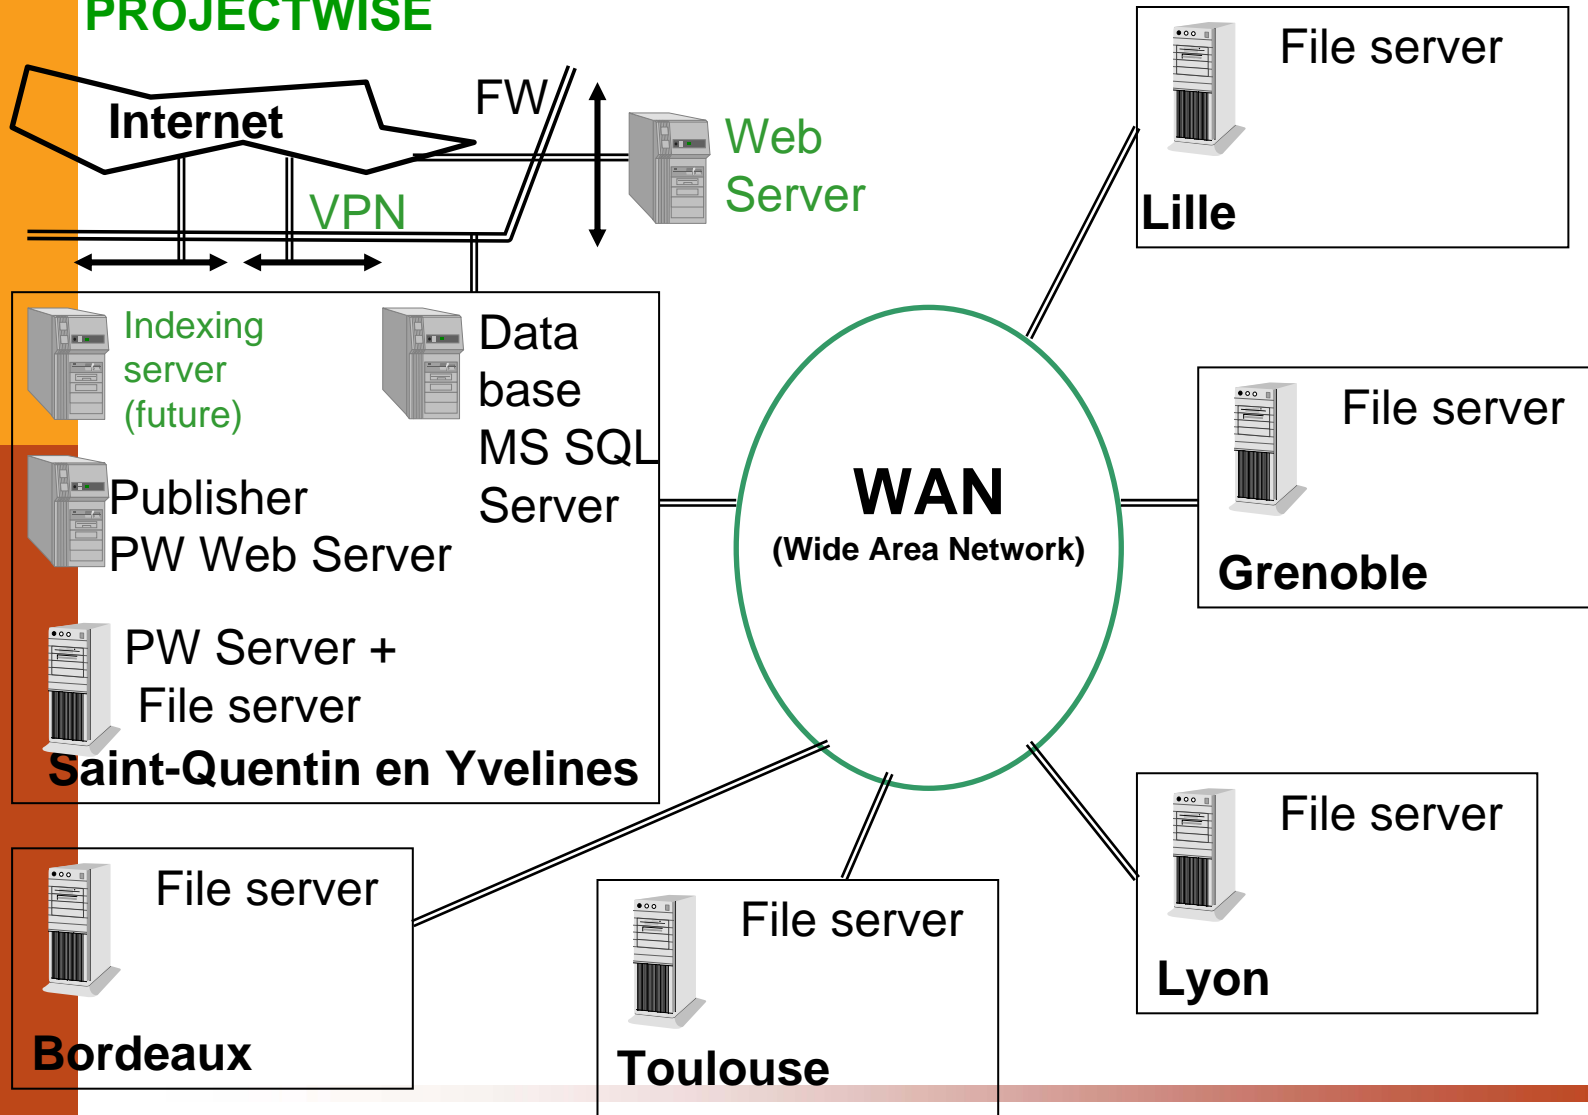 PROJECTWISE
Internet
FW
Web
Server
VPN
Indexing
server
(future)
Data
base
MS SQL
Server
Publisher
PW Web Server
PW Server +
File server
Saint-Quentin en Yvelines
WAN
(Wide Area Network)
File server
Lille
File server
Grenoble
File server
Lyon
File server
Toulouse
File server
Bordeaux